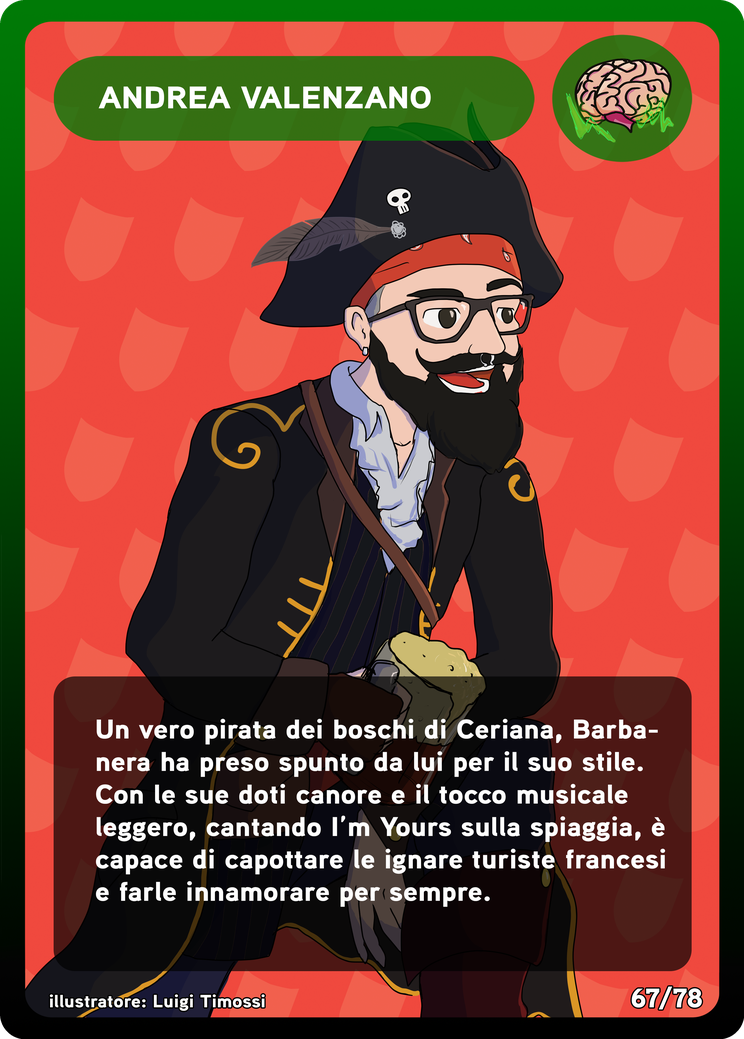 ANDREA VALENZANO
Un vero pirata dei boschi di Ceriana, Barba-
nera ha preso spunto da lui per il suo stile.
Con le sue doti canore e il tocco musicale
leggero, cantando I'm Yours sulla spiaggia, è
capace di capottare le ignare turiste francesi
e farle innamorare per sempre.
illustratore: Luigi Timossi
67/78